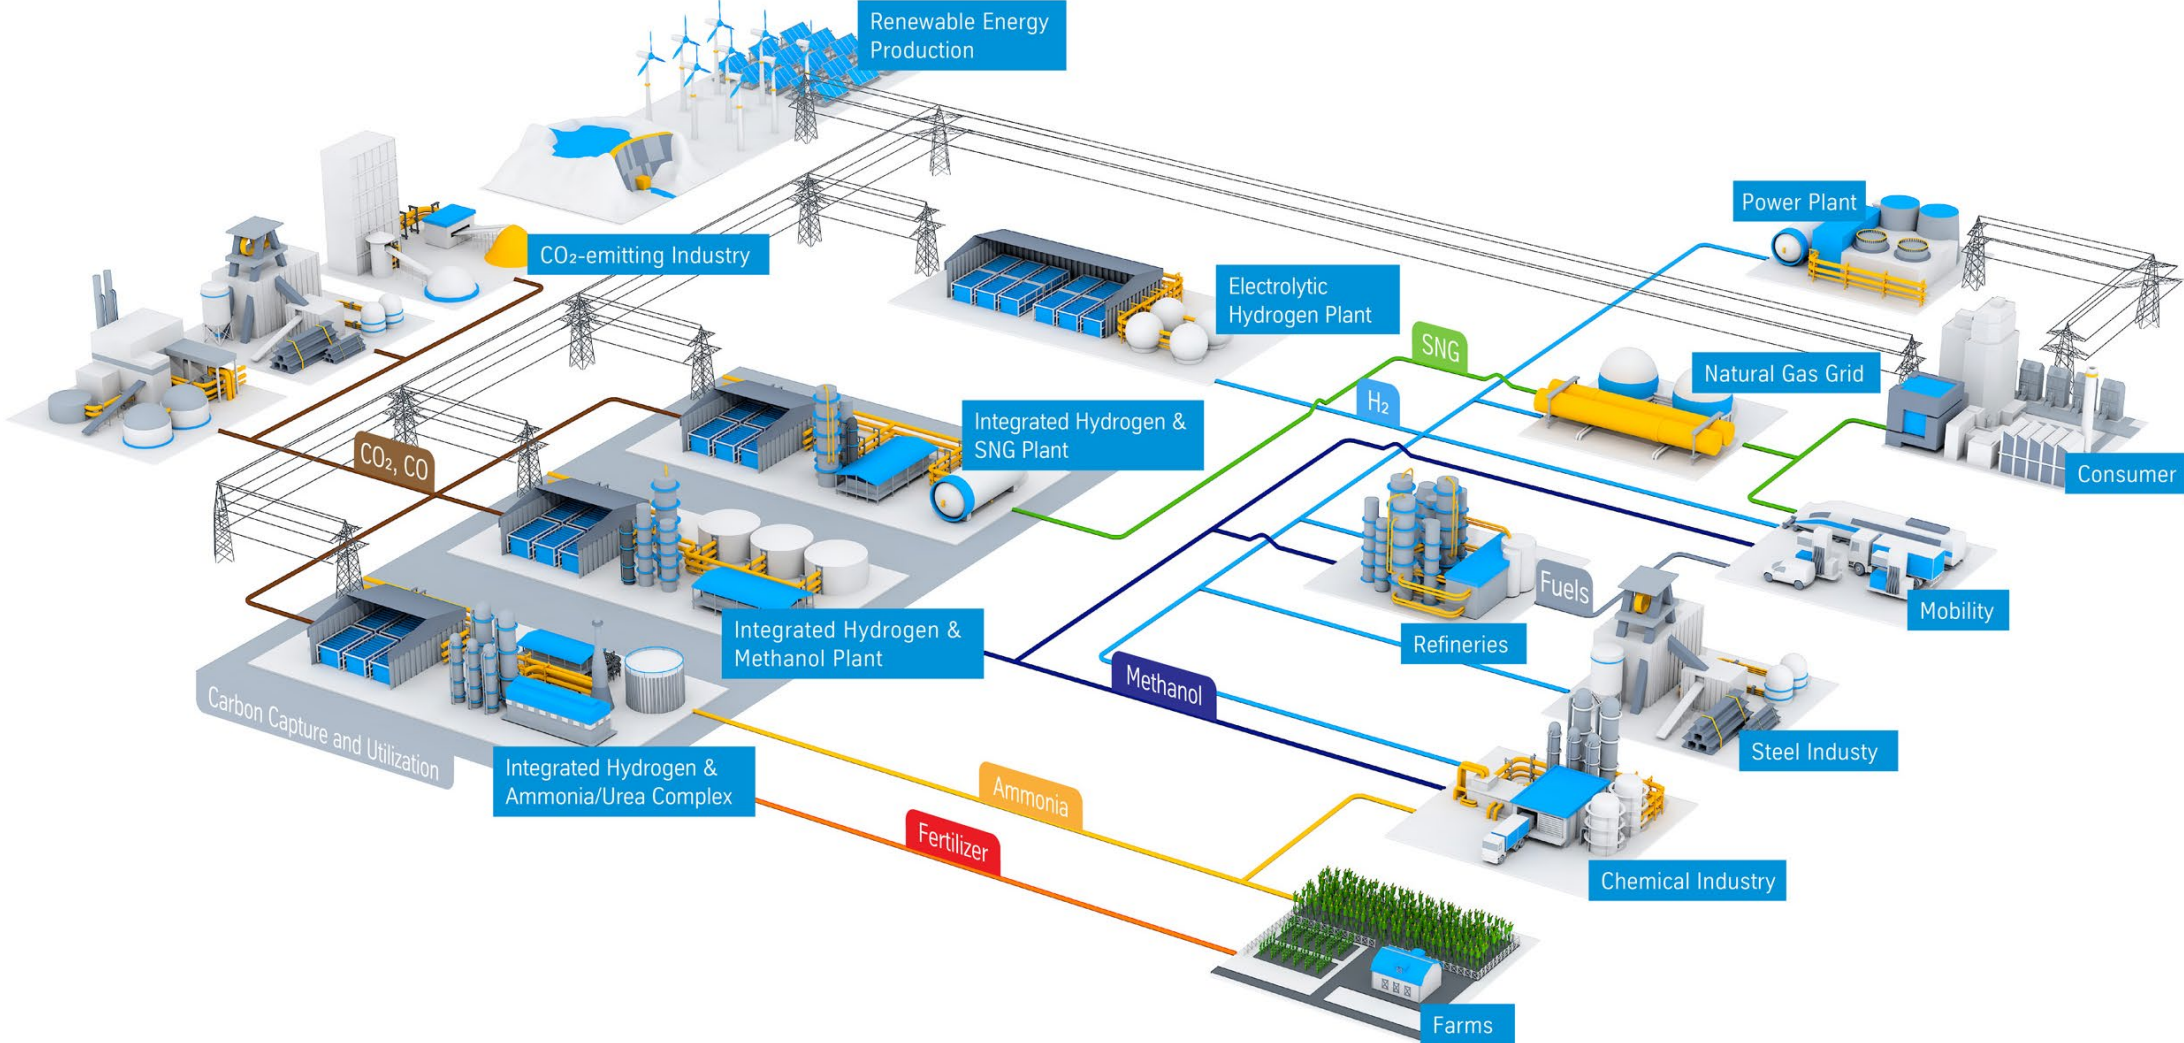 Renewable Energy
Production
Power Plant
CO₂-emitting Industry
Electrolytic
Hydrogen Plant
SNG
Natural Gas Grid
H₂
Integrated Hydrogen &
SNG Plant
CO₂, CO
Consumer
Fuels
Mobility
Integrated Hydrogen &
Methanol Plant
Refineries
Methanol
Carbon Capture and Utilization
Steel Industy
Integrated Hydrogen &
Ammonia/Urea Complex
Ammonia
Fertilizer
Chemical Industry
Farms